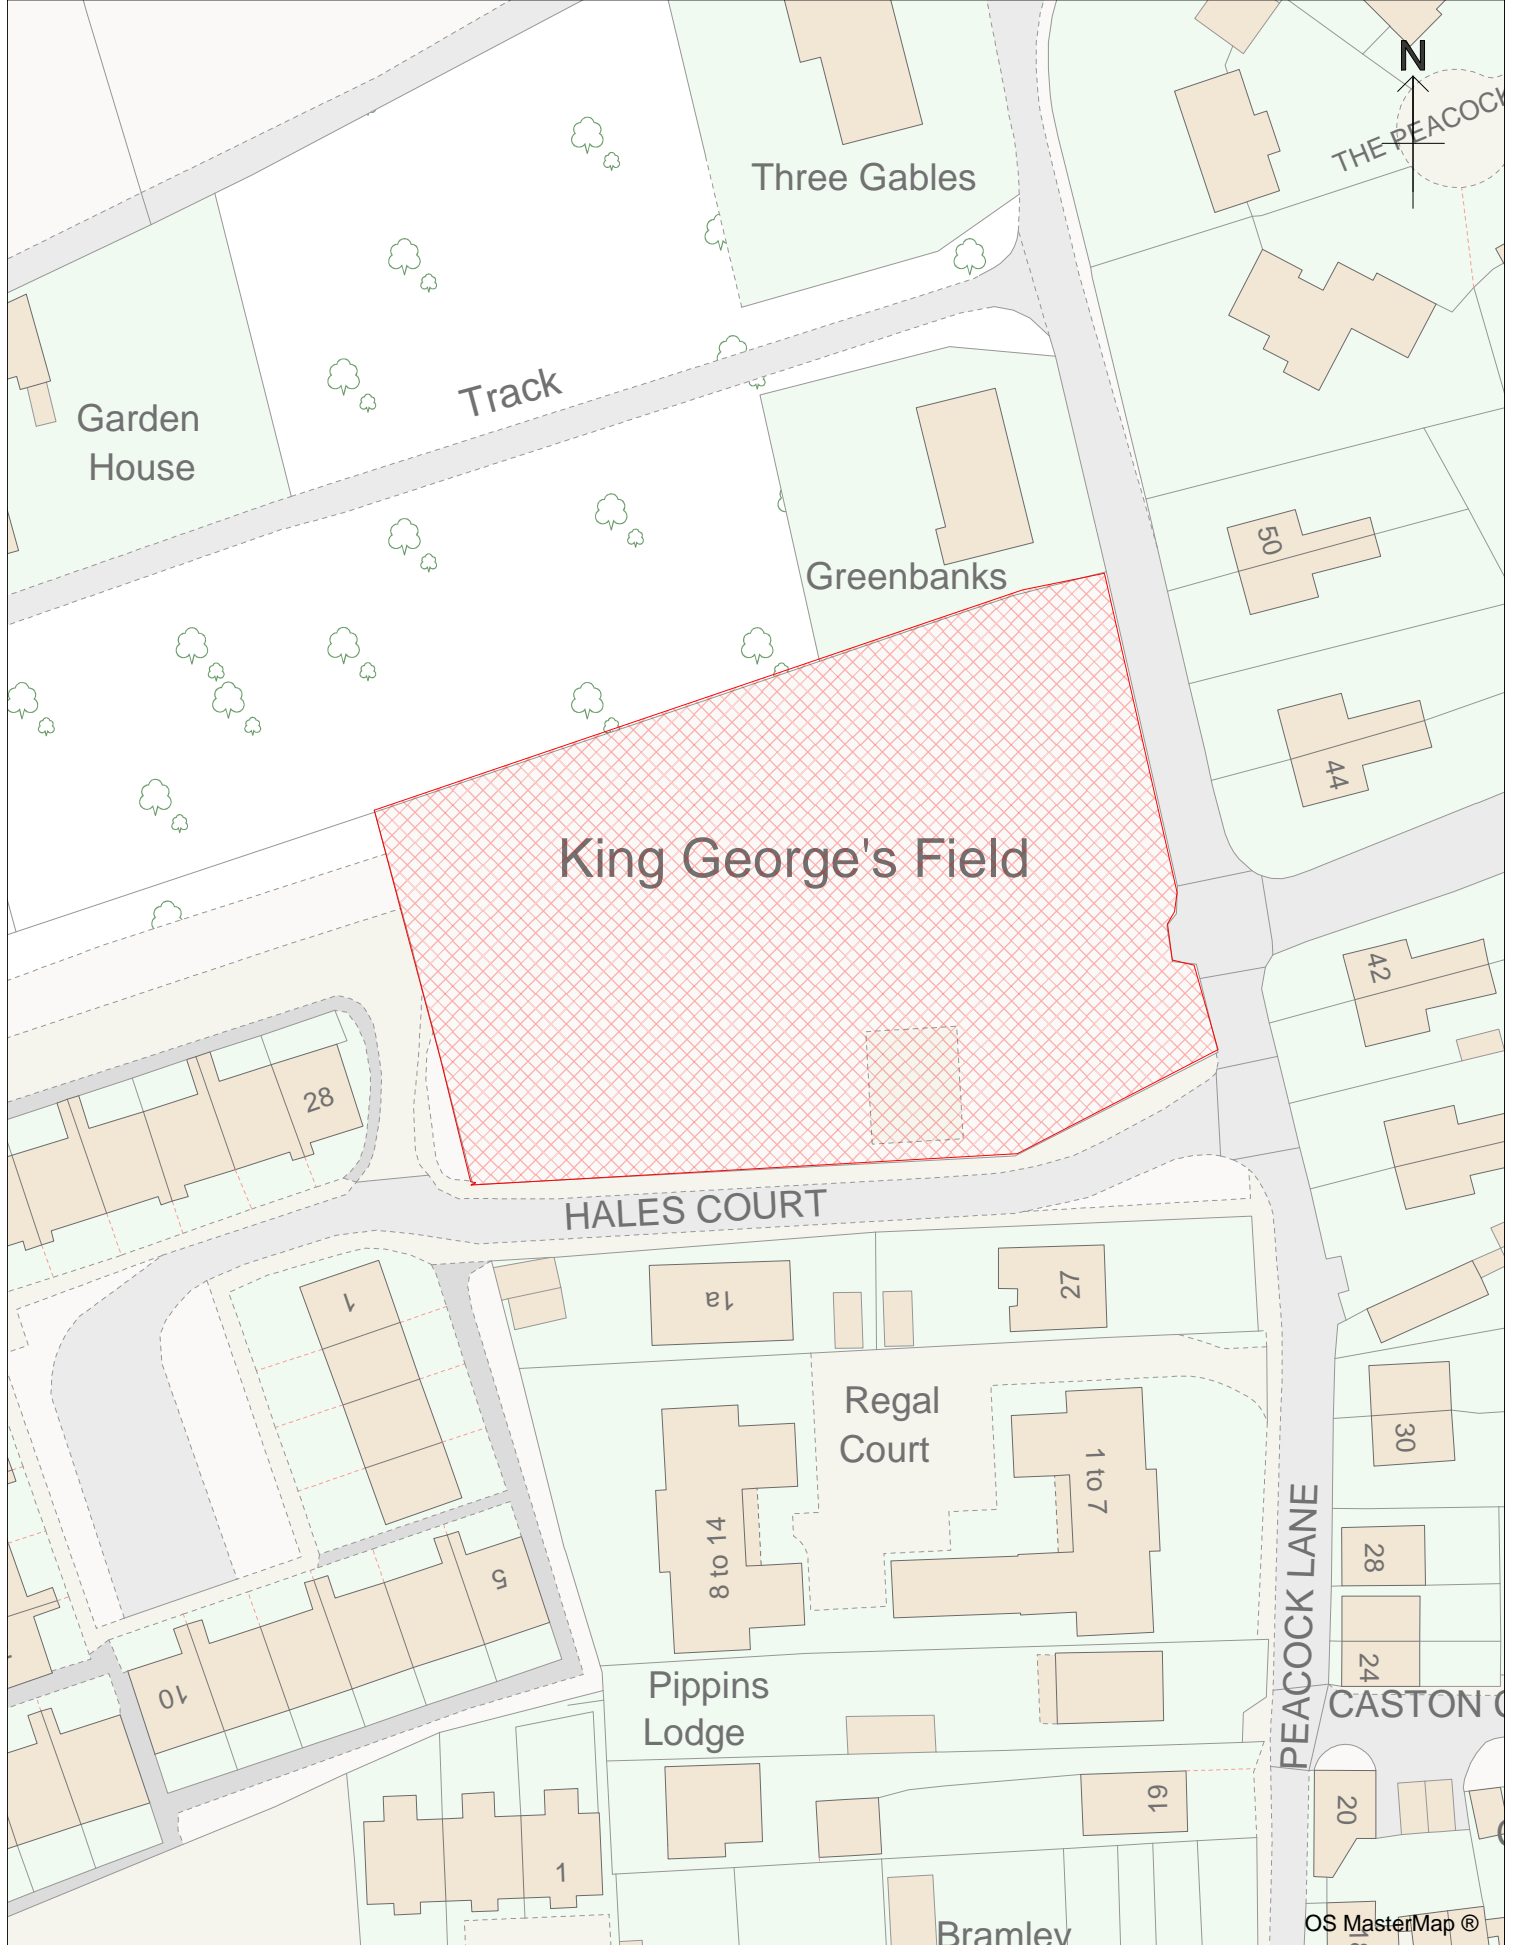 N
THE PEACOCK
Three Gables
Track
Garden
House
50
Greenbanks
44
King George's Field
42
28
HALES COURT
1
1a
27
Regal
Court
30
1 to 7
8 to 14
PEACOCK LANE
28
5
24
10
Pippins
Lodge
CASTON
19
20
1
OS MasterMap ®
Bramley